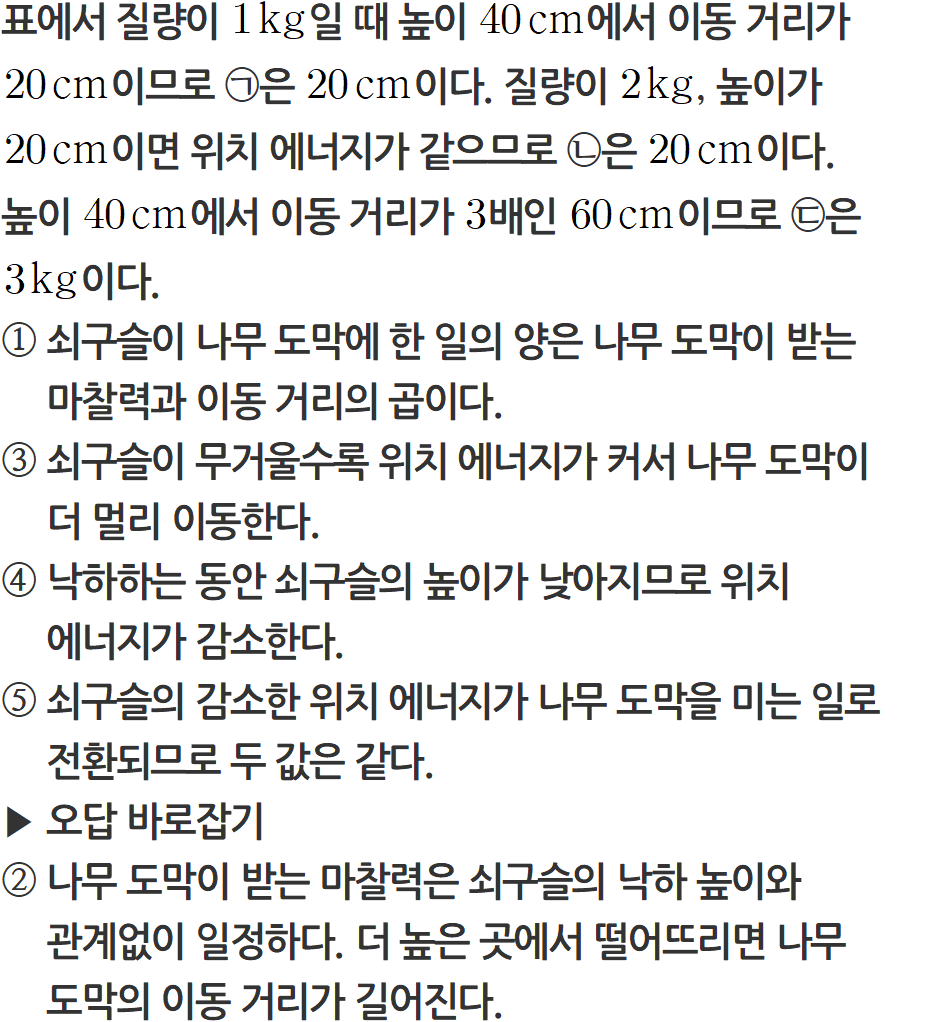 표에서 질량이 1 kg일 때 높이 40 cm에서 이동 거리가
20 cm이므로 ㉠은 20 cm이다. 질량이 2 kg, 높이가
20 cm이면 위치 에너지가 같으므로 ㉡은 20 cm이다.
높이 40 cm에서 이동 거리가 3배인 60 cm이므로 ㉢은
3 kg이다.
① 쇠구슬이 나무 도막에 한 일의 양은 나무 도막이 받는
마찰력과 이동 거리의 곱이다.
③ 쇠구슬이 무거울수록 위치 에너지가 커서 나무 도막이
더 멀리 이동한다.
④ 낙하하는 동안 쇠구슬의 높이가 낮아지므로 위치
에너지가 감소한다.
⑤ 쇠구슬의 감소한 위치 에너지가 나무 도막을 미는 일로
전환되므로 두 값은 같다.
▶ 오답 바로잡기
② 나무 도막이 받는 마찰력은 쇠구슬의 낙하 높이와
관계없이 일정하다. 더 높은 곳에서 떨어뜨리면 나무
도막의 이동 거리가 길어진다.